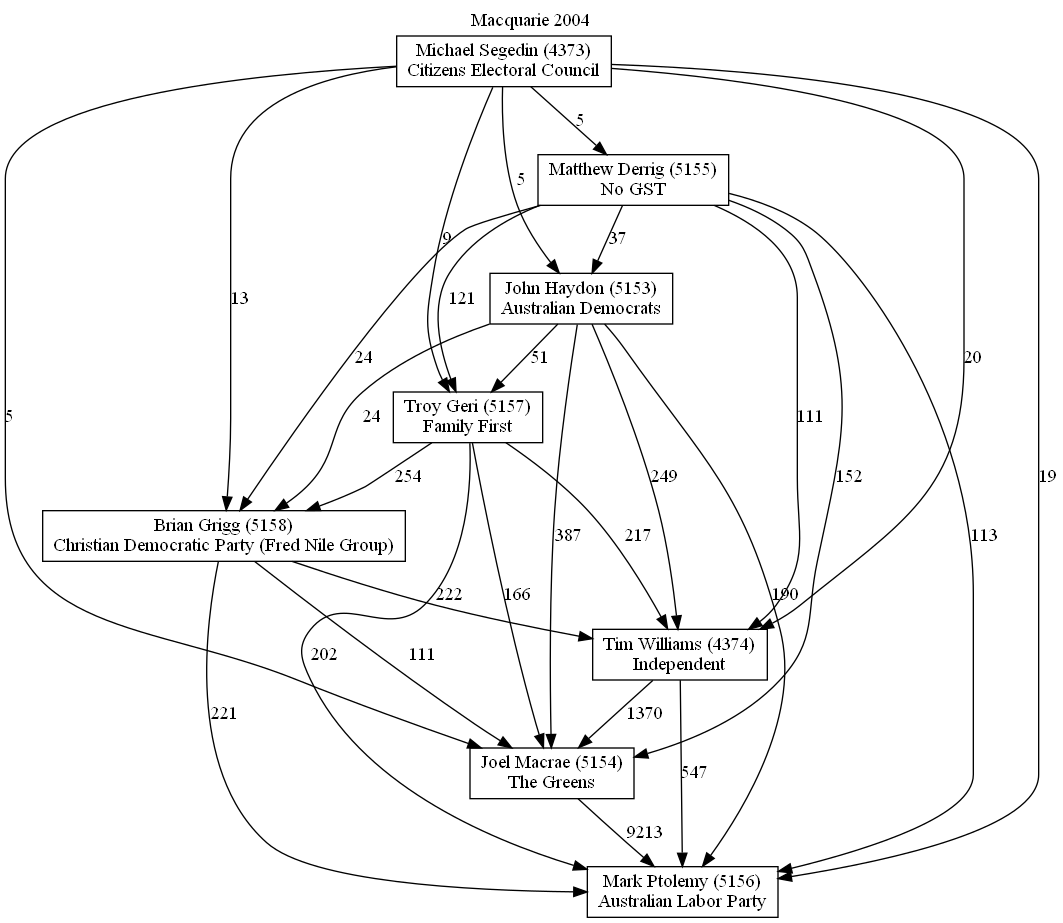 Macquarie 2004
Michael Segedin (4373)
Citizens Electoral Council
5
Matthew Derrig (5155)
No GST
5
9
37
13
121
John Haydon (5153)
Australian Democrats
24
51
20
5
24
Troy Geri (5157)
Family First
111
254
249
152
19
Brian Grigg (5158)
Christian Democratic Party (Fred Nile Group)
387
217
113
222
166
190
202
111
Tim Williams (4374)
Independent
221
1370
Joel Macrae (5154)
The Greens
547
9213
Mark Ptolemy (5156)
Australian Labor Party